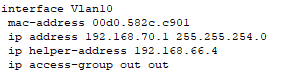 interface Vlan10
mac-address 00d0.582c.c901
ip address 192.168.70.1 255.255.254.0
ip helper-address 192.168.66.4
ip access-group out out